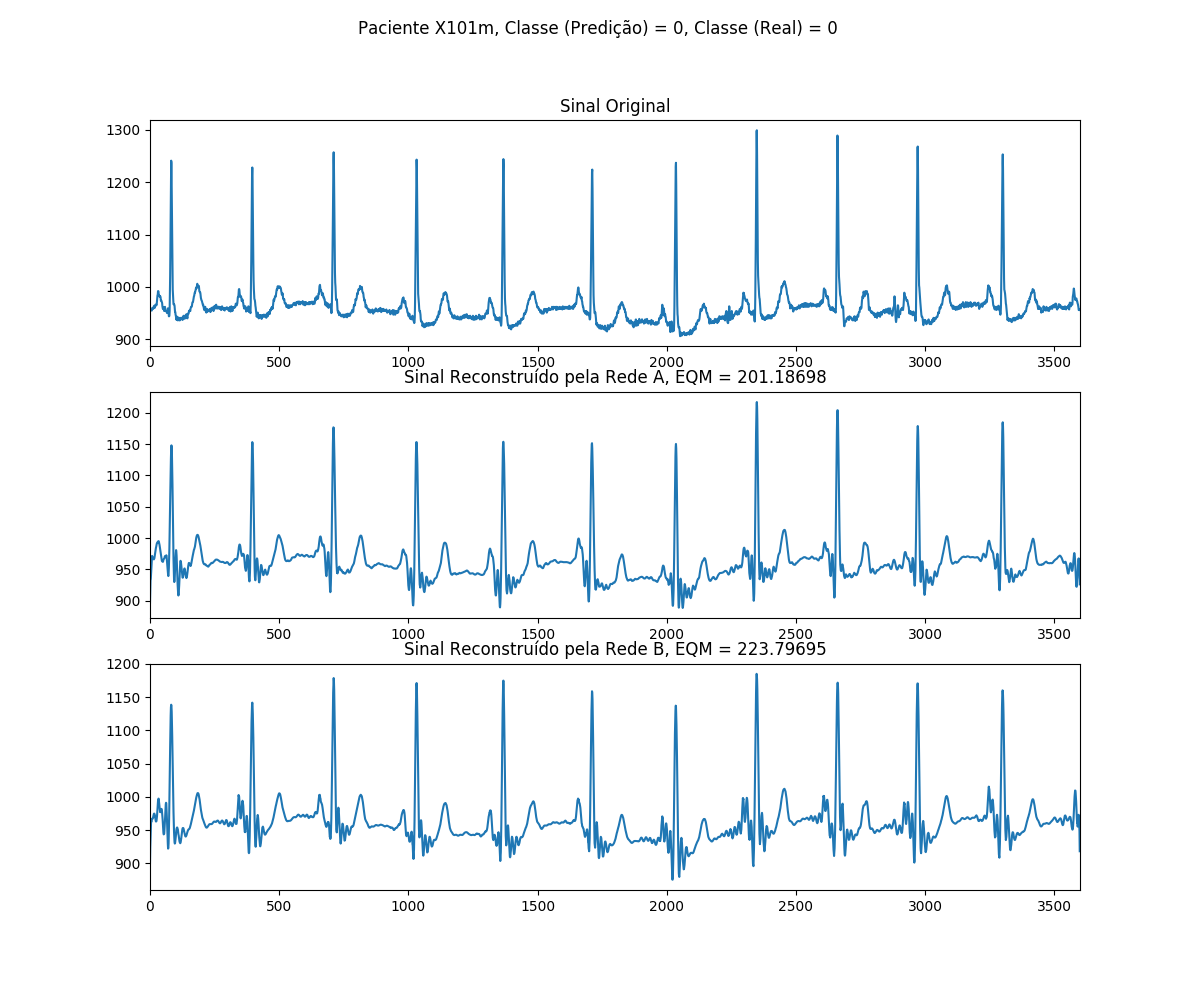 Paciente X101m, Classe (Predição) = 0, Classe (Real) = 0
Sinal Original
1300
1200
1100
1000
900
0 500 1000 1500 2000 2500 3000 3500
Sinal Reconstruído pela Rede A, EQM = 201.18698
1200
1150
1100
1050
1000
950
900
0 500 1000 1500 2000 2500 3000 3500
Sinal Reconstruído pela Rede B, EQM = 223.79695
1200
1150
1100
1050
1000
950
900
0 500 1000 1500 2000 2500 3000 3500